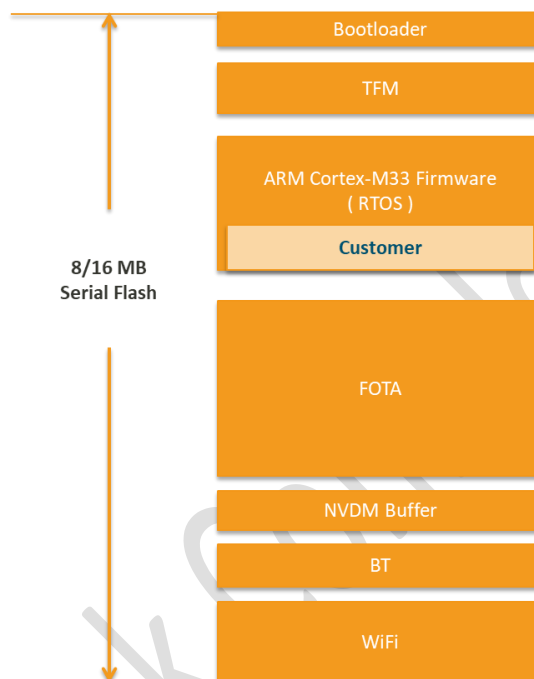 Bootloader
TFM
ARM Cortex-M33 Firmware
( RTOS )
Customer
8/16 MB
Serial Flash
FOTA
NVDM Buffer
BT
WiFi